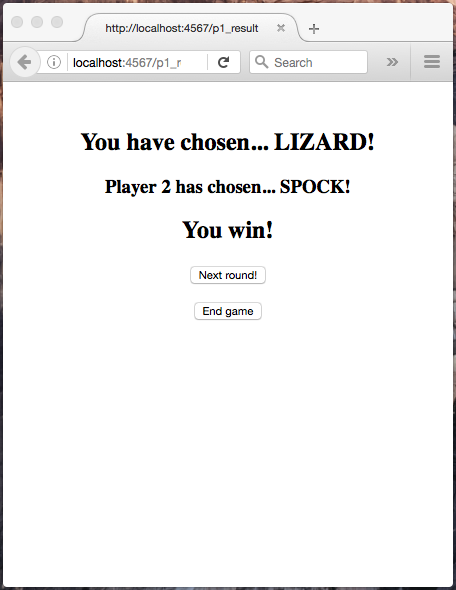 http://localhost:4567/p1_result
localhost:4567/p1_r
Search
You have chosen... LIZARD!
Player 2 has chosen... SPOCK!
You win!
Next round!
End game